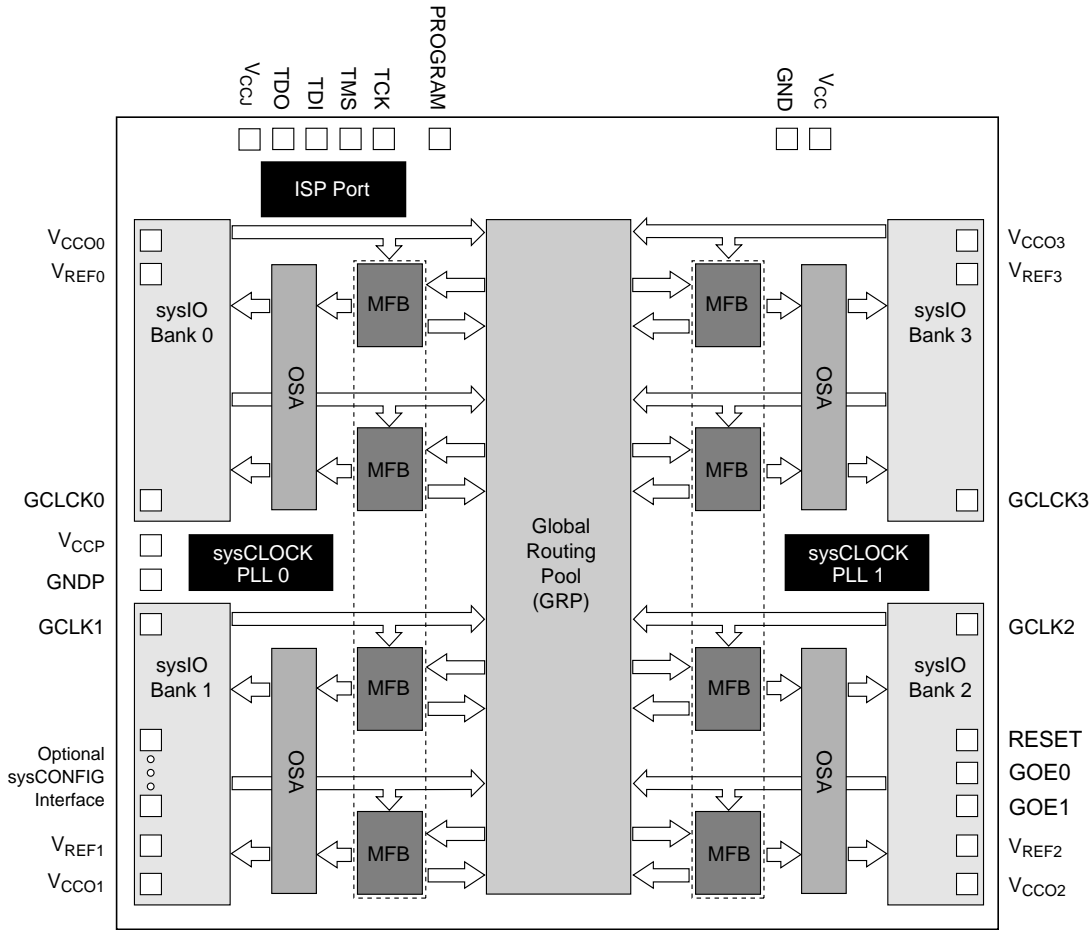 VCCJ
TDO
TDI
TMS
TCK
PROGRAM
GND
VCC
ISP Port
VCCO0
VREF0
sysIO
Bank 0
GCLCK0
VCCP
GNDP
GCLK1
sysIO
Bank 1
Optional
sysCONFIG
Interface
VREF1
VCCO1
OSA
OSA
MFB
MFB
MFB
MFB
sysCLOCK
PLL 0
Global
Routing
Pool
(GRP)
MFB
MFB
MFB
MFB
sysCLOCK
PLL 1
OSA
OSA
sysIO
Bank 3
sysIO
Bank 2
VCCO3
VREF3
GCLCK3
GCLK2
RESET
GOE0
GOE1
VREF2
VCCO2